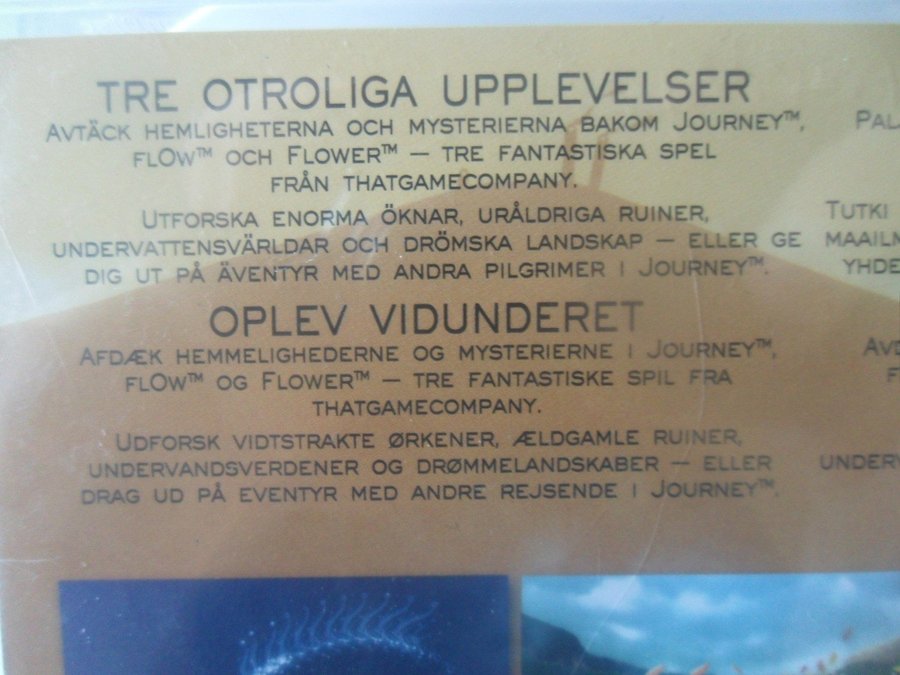 TRE OTROLIGA UPPLEVELSER
AVTÄCK HEMLIGHETERNA OCH MYSTERIERNA BAKOM JOURNEY™,
FLOW™ OCH FLOWER™ – TRE FANTASTISKA SPEL
FRÅN THATGAMECOMPANY.
UTFORSKA ENORMA ÖKNAR, URÅLDRIGA RUINER,
UNDERVATTENSVÄRLDAR OCH DRÖMSKA LANDSKAP – ELLER GE
DIG UT PÅ ÄVENTYR MED ANDRA PILGRIMER I JOURNEY™.
OPLEV VIDUNDERET
AFDÆK HEMMELIGHEDERNE OG MYSTERIERNE I JOURNEY™,
FLOW™ OG FLOWER™ – TRE FANTASTISKE SPIL FRA
THATGAMECOMPANY.
UDFORSK VIDTSTRAKTE ØRKENER, ÆLDGAMLE RUINER,
UNDERVANDSVERDENER OG DRØMMELANDSKABER – ELLER
DRAG UD PÅ EVENTYR MED ANDRE REJSENDE I JOURNEY™.
TUTKI